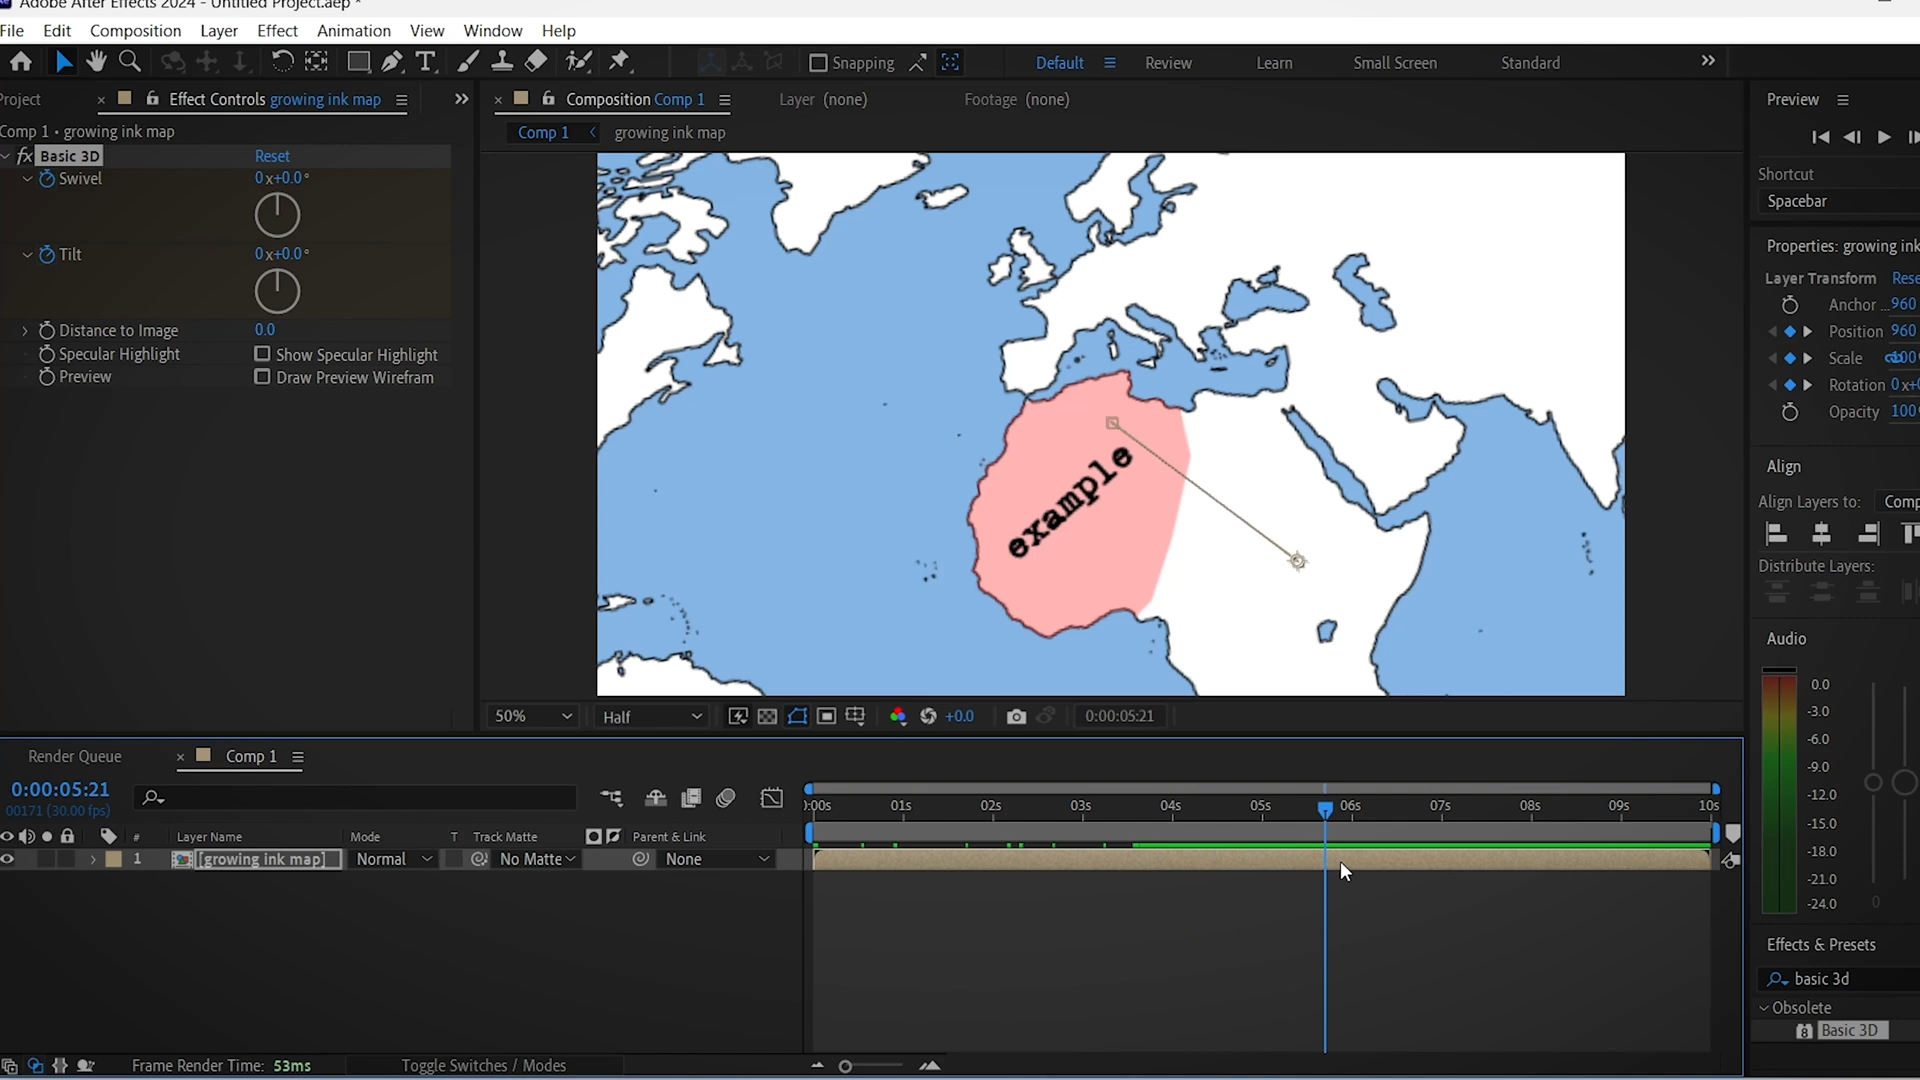 Adobe After Effects 2024 - Untitled Project.aep *
File Edit Composition Layer Effect Animation View Window Help
Snapping Default Review Learn Small Screen Standard
Project Effect Controls growing ink map Composition Comp 1 Layer (none) Footage (none) Preview
Comp 1 • growing ink map Comp 1 growing ink map
fx Basic 3D Reset
Swivel 0x+0.0° Shortcut
Spacebar
Tilt 0x+0.0° Properties: growing ink
Layer Transform Rese
Anchor ... 960
Distance to Image 0.0 Position 960
Specular Highlight Show Specular Highlight Scale 100
Preview Draw Preview Wirefram Rotation 0x+0
Opacity 100
example
Align
Align Layers to: Comp
Distribute Layers:
Audio
50% Half +0.0 0:00:05:21
0.0
-3.0
-6.0
-9.0
-12.0
-15.0
-18.0
-21.0
-24.0
0
Render Queue Comp 1
0:00:05:21
00171 (30.00 fps)
):00s 01s 02s 03s 04s 05s 06s 07s 08s 09s 10s
# Layer Name Mode T Track Matte Parent & Link
1 [growing ink map] Normal No Matte None
Effects & Presets
basic 3d
Obsolete
8 Basic 3D
Frame Render Time: 53ms Toggle Switches / Modes